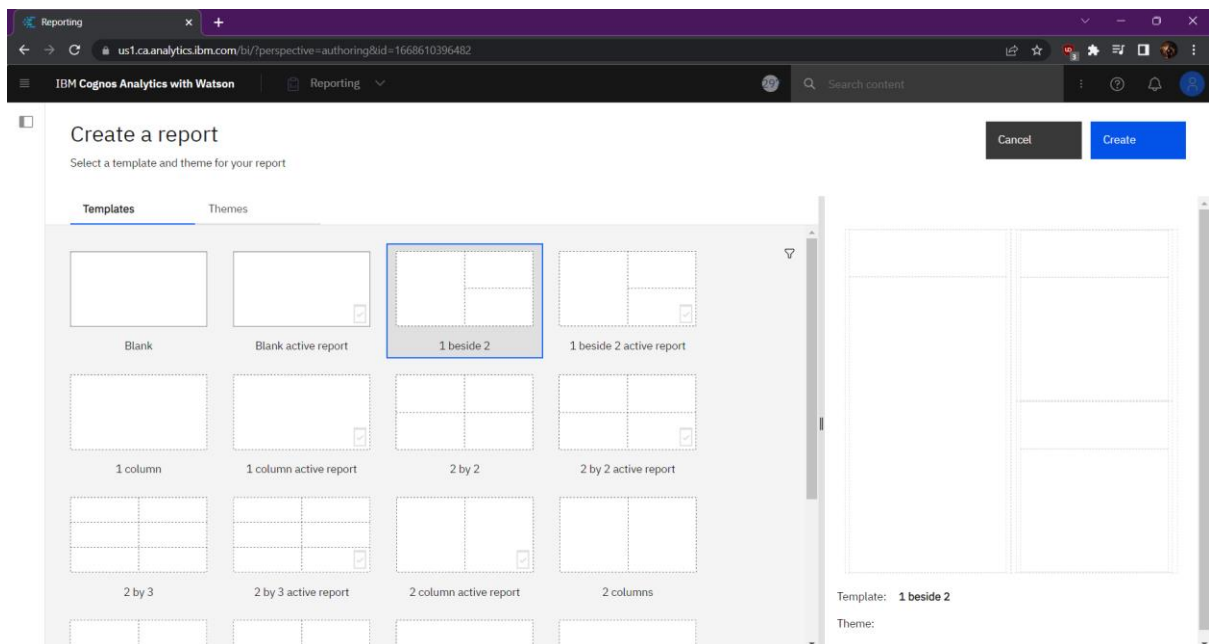 Reporting
us1.ca.analytics.ibm.com/bi/?perspective=authoring&id=1668610396482
3
IBM Cognos Analytics with Watson
Reporting
29
Search content
Create a report
Cancel
Create
Select a template and theme for your report
Templates
Themes
Blank
Blank active report
1 beside 2
1 beside 2 active report
1 column
1 column active report
2 by 2
2 by 2 active report
2 by 3
2 by 3 active report
2 column active report
2 columns
Template: 1 beside 2
Theme: